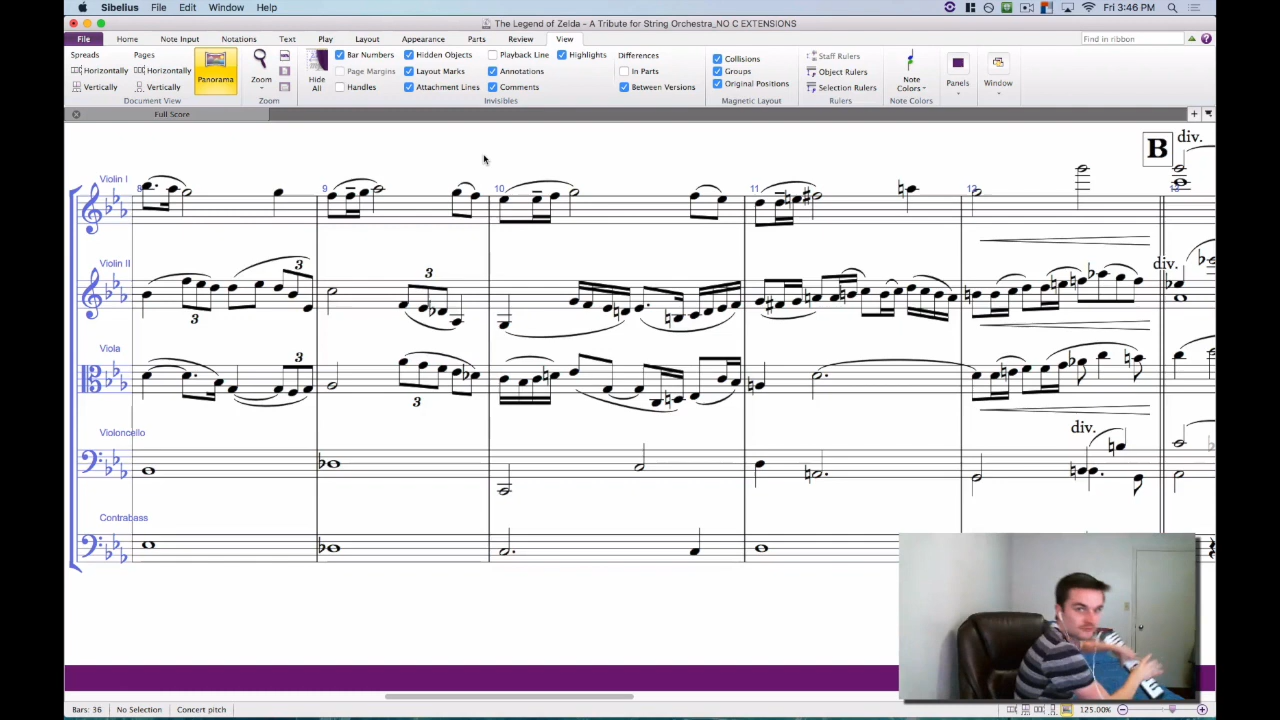 Sibelius File Edit Window Help Fri 3:46 PM
The Legend of Zelda - A Tribute for String Orchestra_NO C EXTENSIONS
File Home Note Input Notations Text Play Layout Appearance Parts Review View Find in ribbon
Spreads Pages Bar Numbers Hidden Objects Playback Line Highlights Differences Collisions Staff Rulers
Horizontally Horizontally Panorama Zoom Hide All Page Margins Layout Marks Annotations In Parts Groups Object Rulers Note Colors Panels Window
Vertically Vertically Handles Attachment Lines Comments Between Versions Original Positions Selection Rulers
Document View Zoom Invisibles Magnetic Layout Rulers Note Colors
Full Score
B div.
Violin I
8 9 10 11 12 13
Violin II
3 3 3
div.
Viola
3 3
Violoncello
div.
Contrabass
Bars: 36 No Selection Concert pitch 125.00%